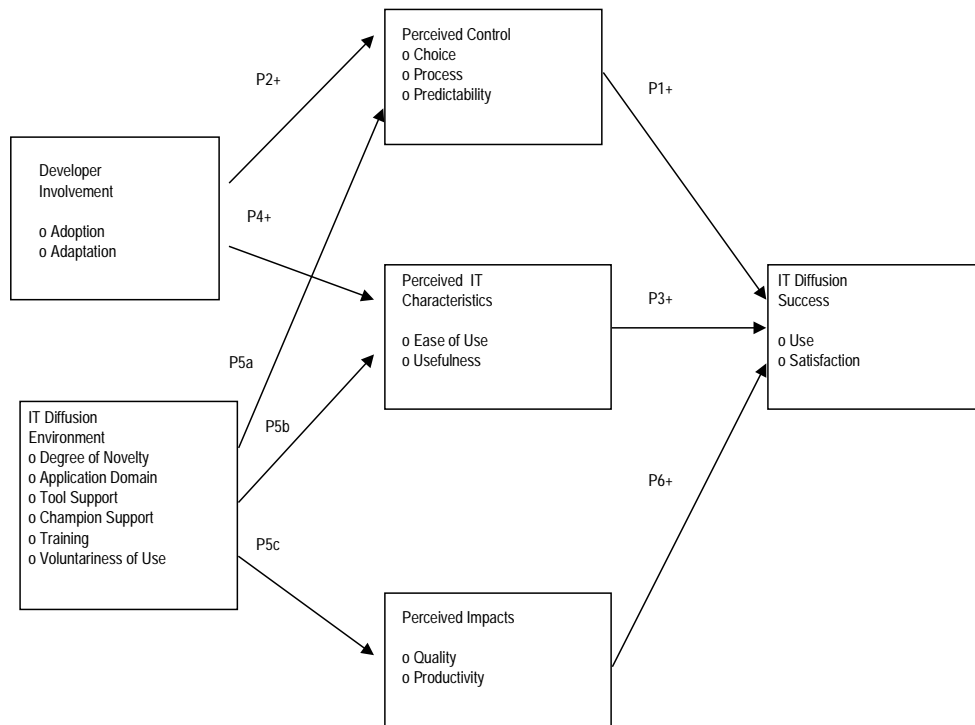 Perceived Control
o Choice
o Process
o Predictability
P2+
P1+
Developer
Involvement
o Adoption
o Adaptation
P4+
Perceived IT
Characteristics
o Ease of Use
o Usefulness
P3+
IT Diffusion
Success
o Use
o Satisfaction
P5a
IT Diffusion
Environment
o Degree of Novelty
o Application Domain
o Tool Support
o Champion Support
o Training
o Voluntariness of Use
P5b
P6+
P5c
Perceived Impacts
o Quality
o Productivity